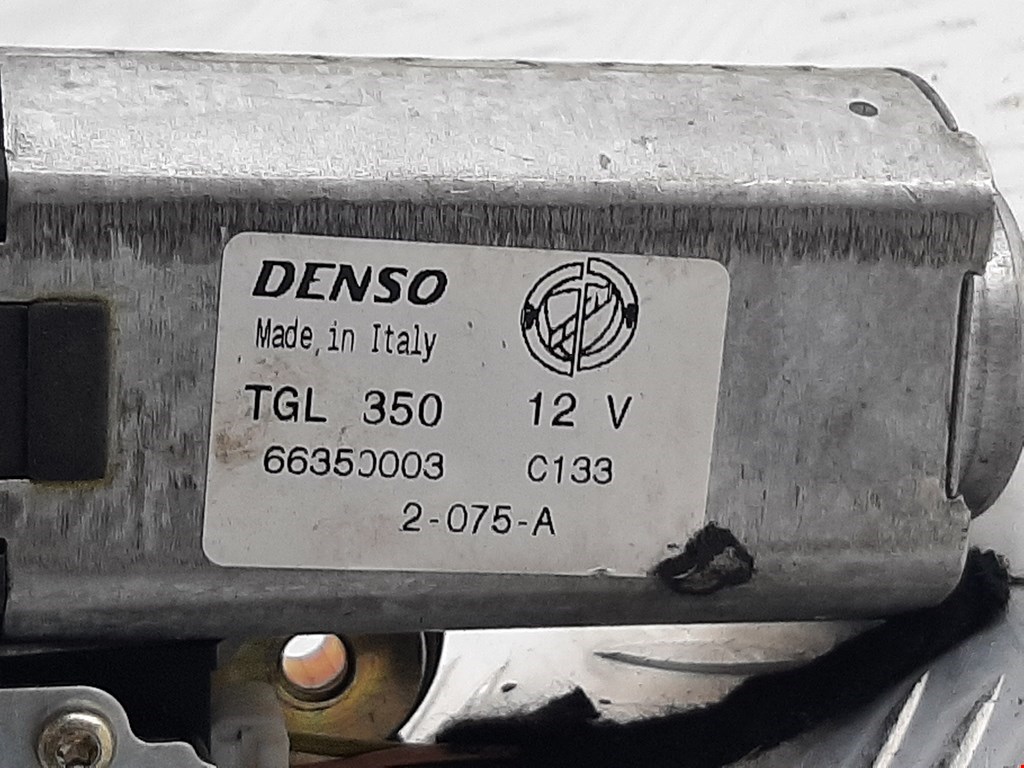 DENSO
Made in Italy
TGL 350 12 V
66350003 C133
2-075-A